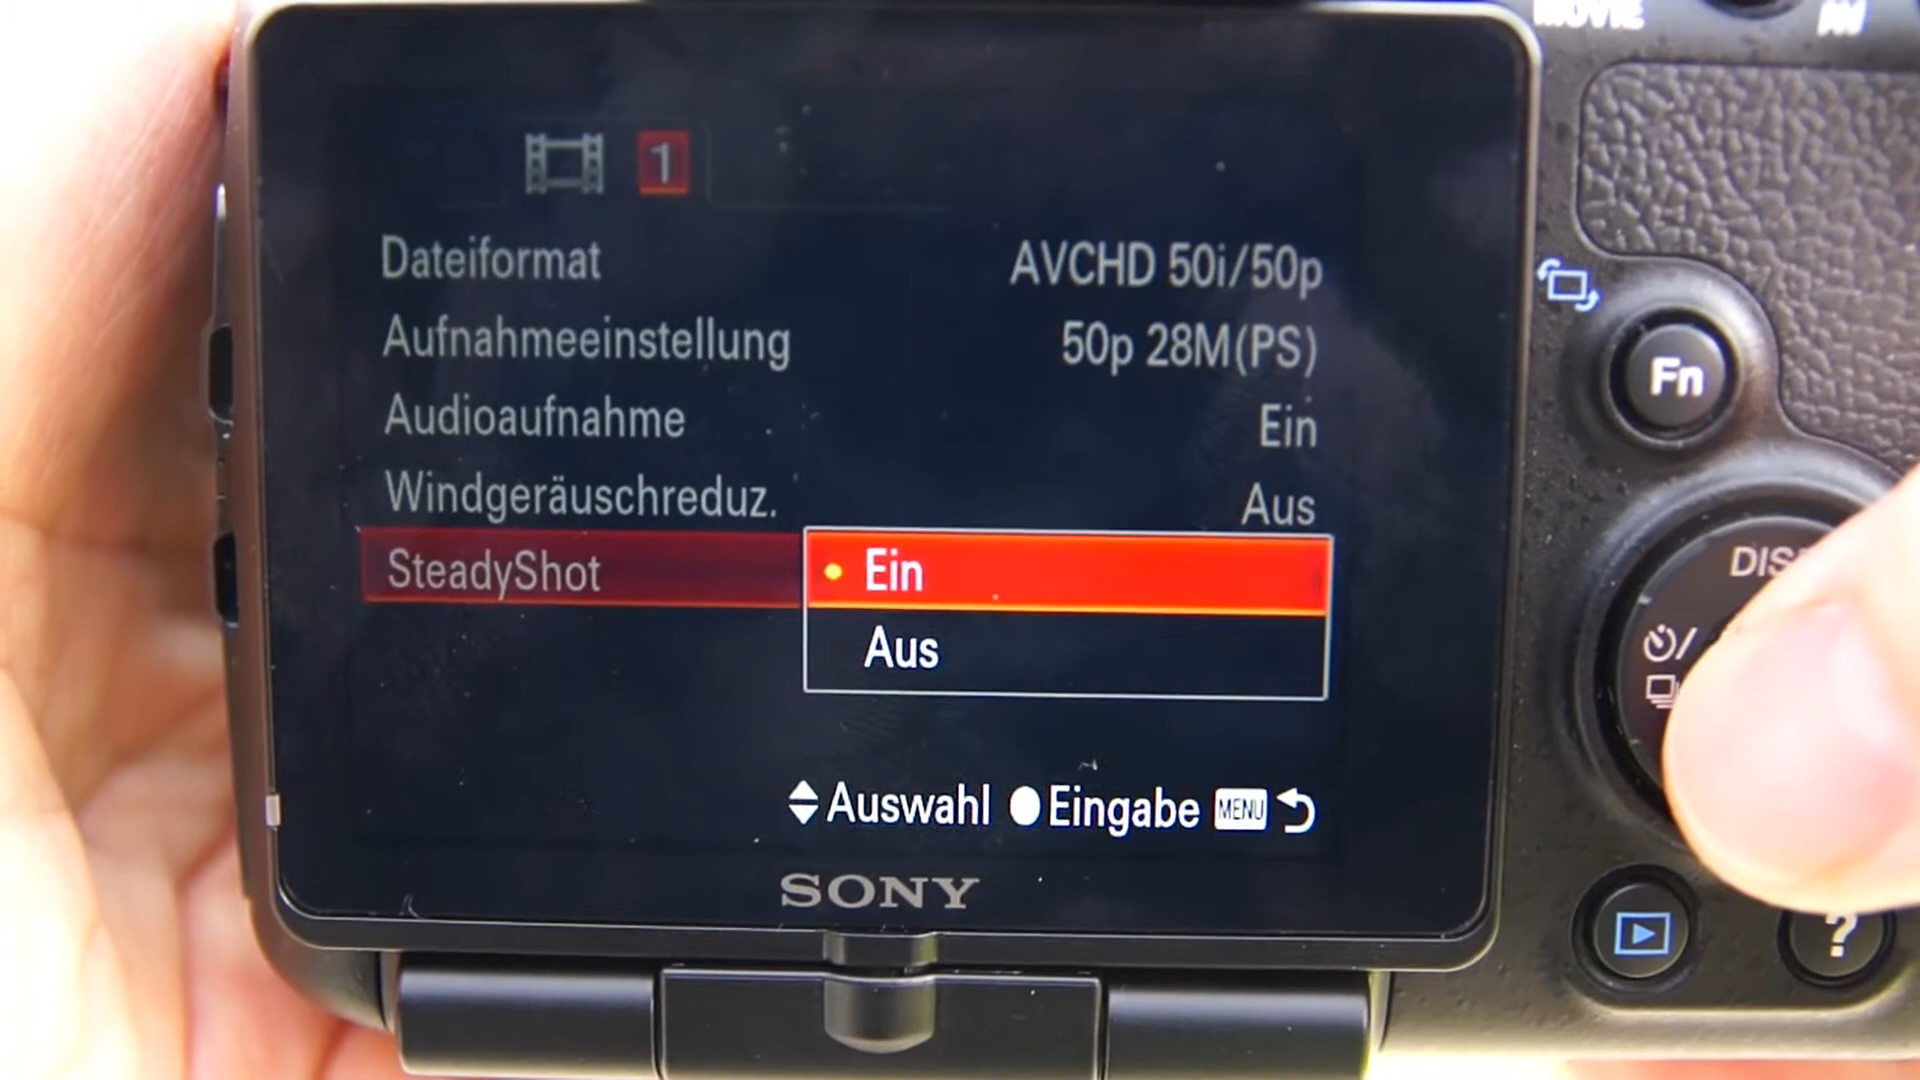 MOVIE
1
Dateiformat AVCHD 50i/50p
Aufnahmeeinstellung 50p 28M(PS)
Audioaufnahme Ein
Windgeräuschreduz. Aus
SteadyShot Ein
Aus
Auswahl Eingabe MENU
SONY
Fn
?